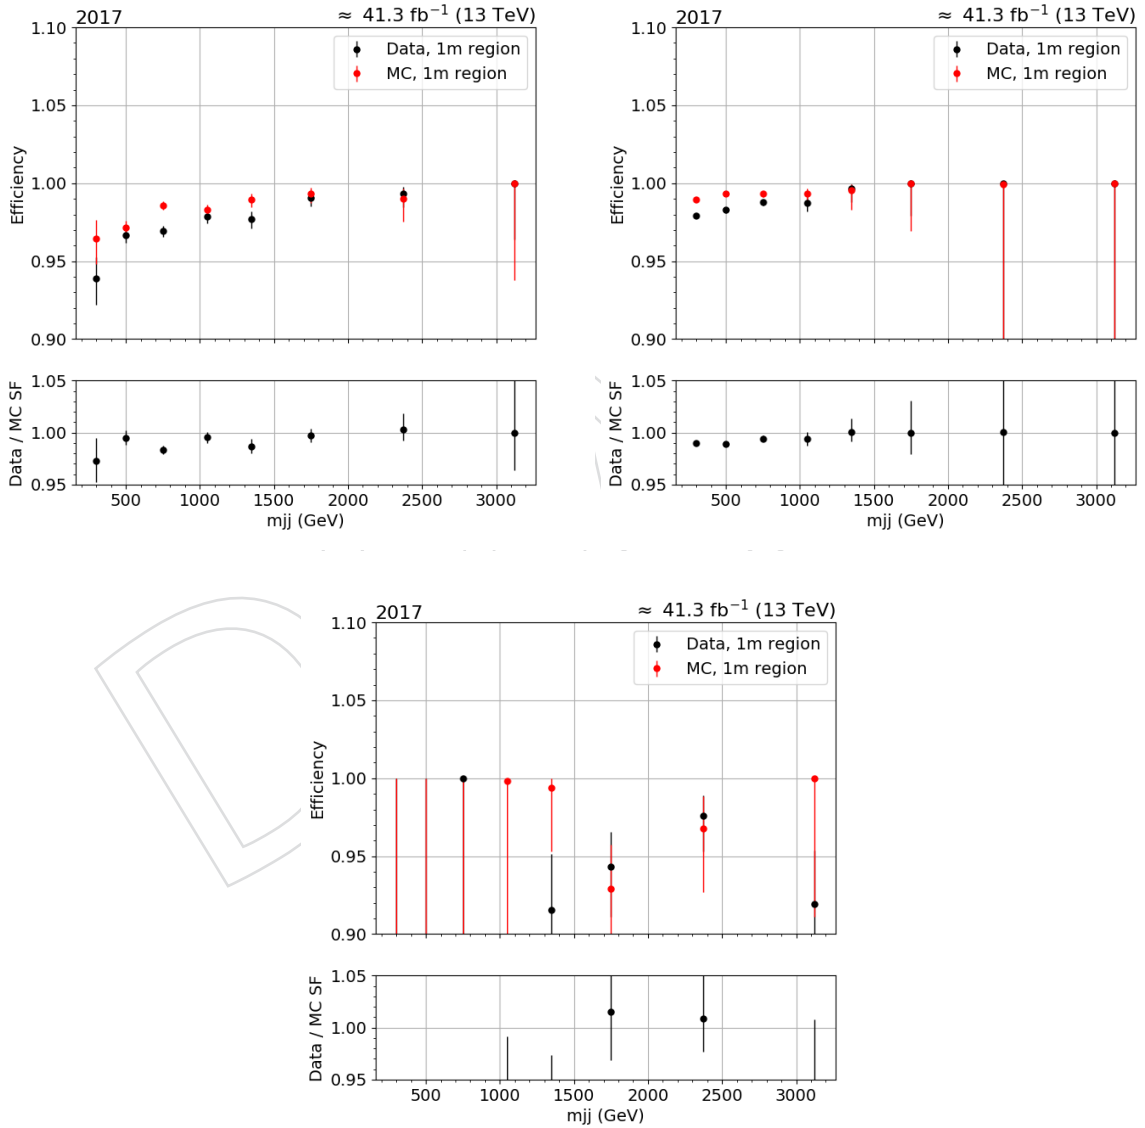 2017 ≈ 41.3 fb⁻¹ (13 TeV)
1.10
Data, 1m region
MC, 1m region
1.05
1.00
0.95
0.90
Efficiency
1.05
1.00
0.95
Data / MC SF
500 1000 1500 2000 2500 3000
mjj (GeV)
2017 ≈ 41.3 fb⁻¹ (13 TeV)
1.10
Data, 1m region
MC, 1m region
1.05
1.00
0.95
0.90
Efficiency
1.05
1.00
0.95
Data / MC SF
500 1000 1500 2000 2500 3000
mjj (GeV)
2017 ≈ 41.3 fb⁻¹ (13 TeV)
1.10
Data, 1m region
MC, 1m region
1.05
1.00
0.95
0.90
Efficiency
1.05
1.00
0.95
Data / MC SF
500 1000 1500 2000 2500 3000
mjj (GeV)